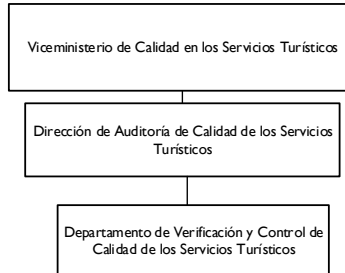 Viceministerio de Calidad en los Servicios Turísticos
Dirección de Auditoría de Calidad de los Servicios
Turísticos
Departamento de Verificación y Control de
Calidad de los Servicios Turísticos